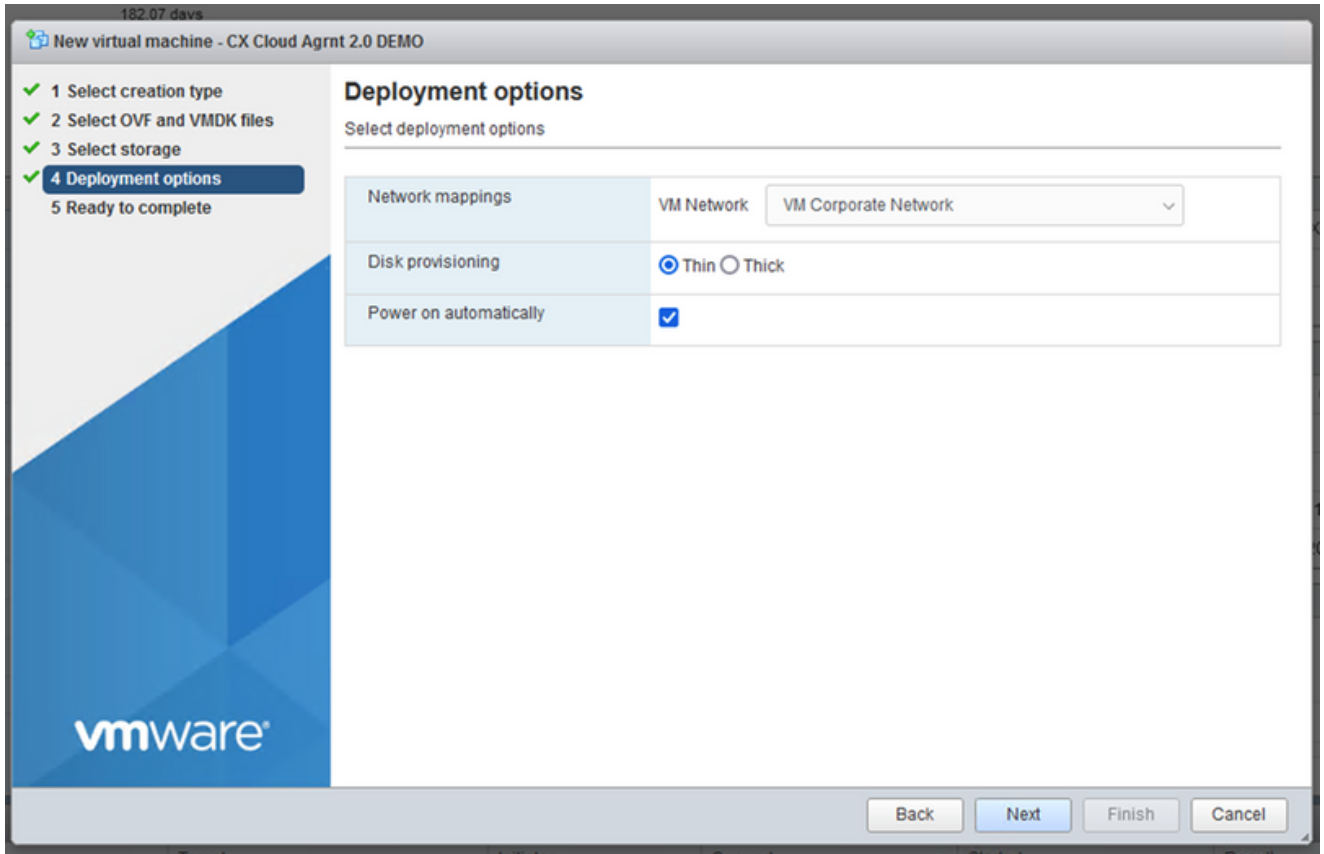 182.07 days
New virtual machine - CX Cloud Agrnt 2.0 DEMO
1 Select creation type
2 Select OVF and VMDK files
3 Select storage
4 Deployment options
5 Ready to complete
Deployment options
Select deployment options
Network mappings
VM Network VM Corporate Network
Disk provisioning
Thin Thick
Power on automatically
vmware®
Back Next Finish Cancel